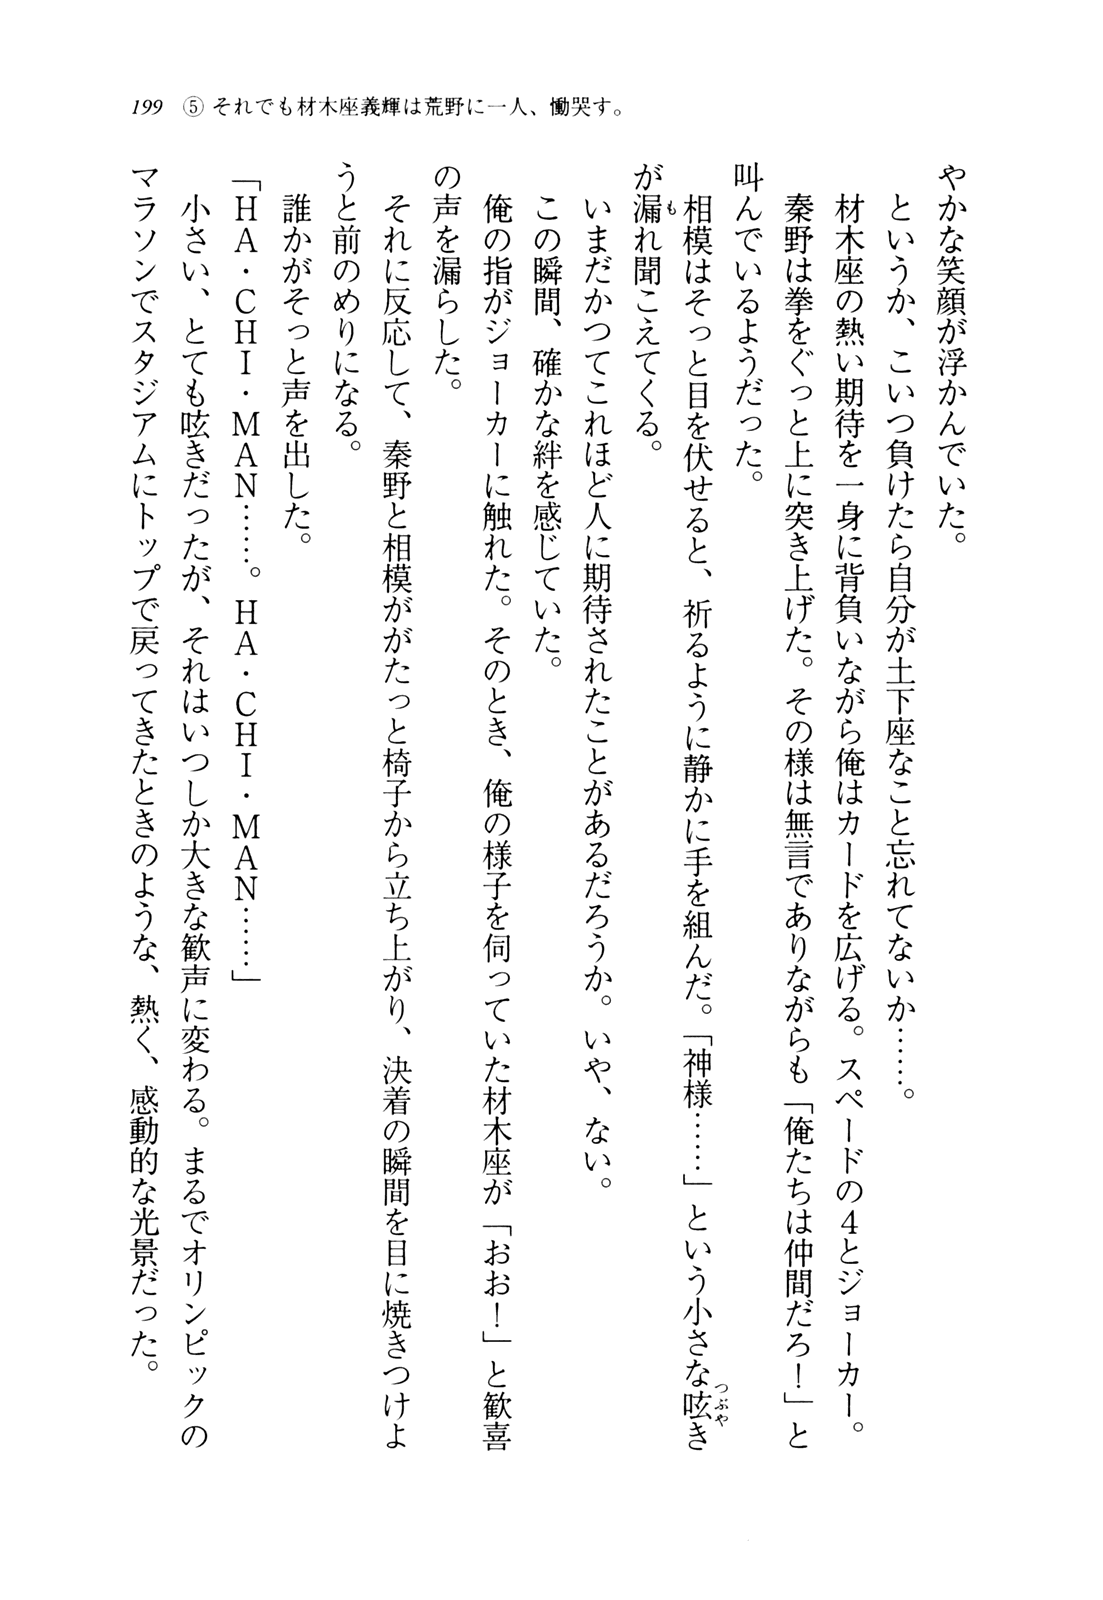 199 ⑤ それでも材木座義輝は荒野に一人、慟哭す。
やかな笑顔が浮かんでいた。
というか、こいつ負けたら自分が土下座なこと忘れてないか……。
材木座の熱い期待を一身に背負いながら俺はカードを広げる。スペードの4とジョーカー。
秦野は拳をぐっと上に突き上げた。その様は無言でありながらも「俺たちは仲間だろ！」と
叫んでいるようだった。
相模はそっと目を伏せると、祈るように静かに手を組んだ。「神様……」という小さな呟き
が漏れ聞こえてくる。
いまだかつてこれほど人に期待されたことがあるだろうか。いや、ない。
この瞬間、確かな絆を感じていた。
俺の指がジョーカーに触れた。そのとき、俺の様子を伺っていた材木座が「おお！」と歓喜
の声を漏らした。
それに反応して、秦野と相模ががたっと椅子から立ち上がり、決着の瞬間を目に焼きつけよ
うと前のめりになる。
誰かがそっと声を出した。
「HA・CHI・MAN……。HA・CHI・MAN……」
小さい、とても呟きだったが、それはいつしか大きな歓声に変わる。まるでオリンピックの
マラソンでスタジアムにトップで戻ってきたときのような、熱く、感動的な光景だった。